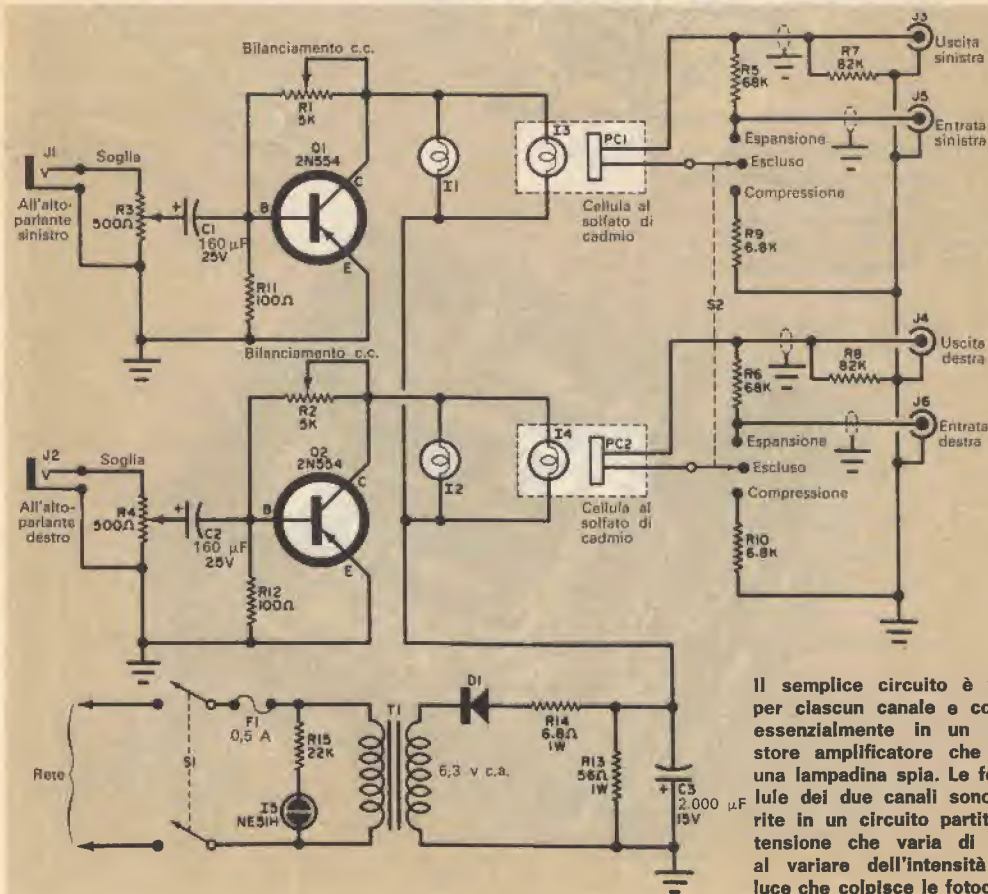 Bilanciamento c.c.
R1
5K
Q1
2N554
J1
Soglia
All'alto-
parlante
sinistro
R3
500Ω
C1
160 µF
25V
B
C
E
R11
100Ω
I1
I3
PC1
Cellula al
solfato di
cadmio
J3
Uscita
sinistra
R7
82K
R5
68K
J5
Entrata
sinistra
Espansione
Escluso
Compressione
R9
6.8K
S2
Bilanciamento c.c.
R2
5K
Q2
2N554
J2
Soglia
All'alto-
parlante
destro
R4
500Ω
C2
160 µF
25V
B
C
E
R12
100Ω
I2
I4
PC2
Cellula al
solfato di
cadmio
J4
Uscita
destra
R8
82K
R6
68K
J6
Entrata
destra
Espansione
Escluso
Compressione
R10
6.8K
Rete
S1
F1
0,5 A
R15
22K
I5
NE51H
T1
6,3 v c.a.
D1
R14
6.8Ω
1W
R13
56Ω
1W
C3
2.000 µF
15V
Il semplice circuito è
per ciascun canale e co
essenzialmente in un
store amplificatore che
una lampadina spia. Le fo
lule dei due canali sono
rite in un circuito partit
tensione che varia di
al variare dell'intensità
luce che colpisce le fotoc